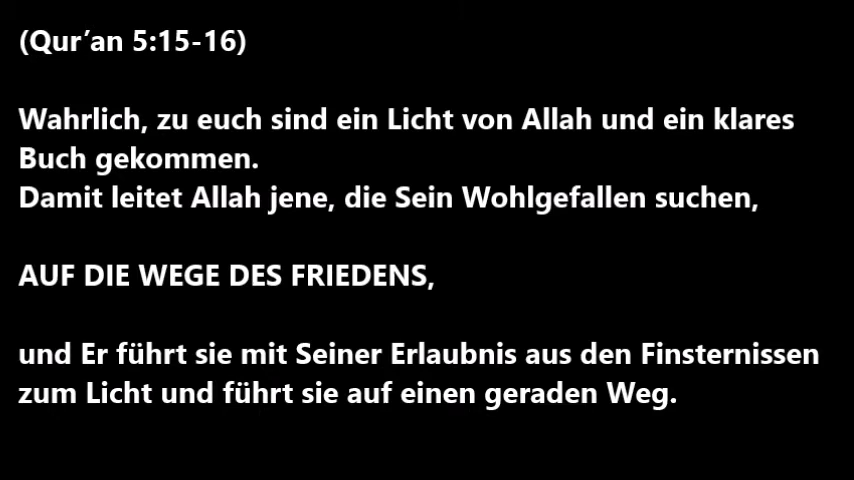 (Qur’an 5:15-16)
Wahrlich, zu euch sind ein Licht von Allah und ein klares
Buch gekommen.
Damit leitet Allah jene, die Sein Wohlgefallen suchen,
AUF DIE WEGE DES FRIEDENS,
und Er führt sie mit Seiner Erlaubnis aus den Finsternissen
zum Licht und führt sie auf einen geraden Weg.